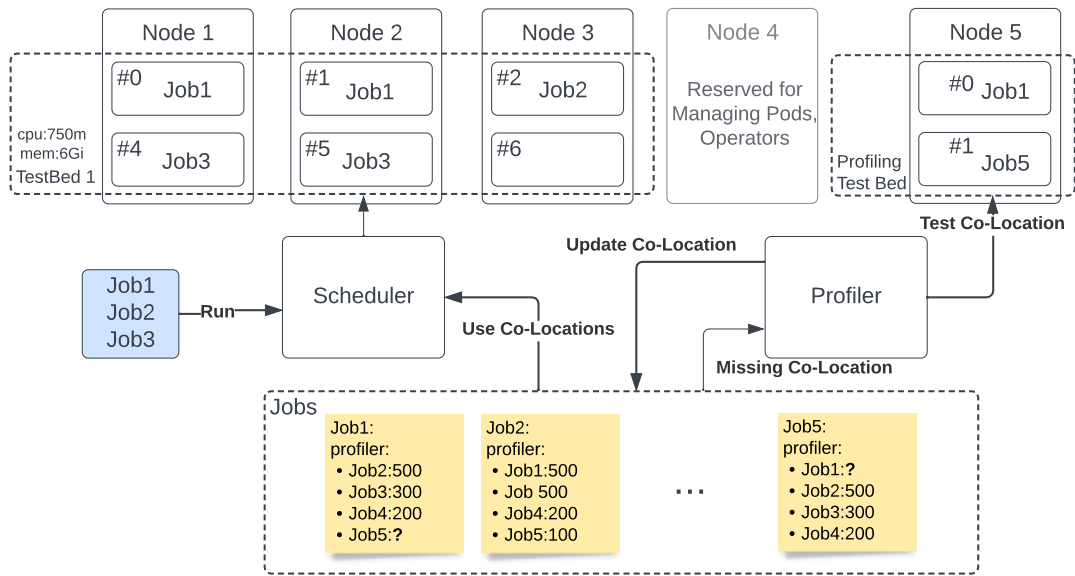 Node 1
Node 2
Node 3
Node 4
Node 5
#0
Job1
#1
Job1
#2
Job2
#4
Job3
#5
Job3
#6
cpu:750m
mem:6Gi
TestBed 1
Reserved for
Managing Pods,
Operators
#0
Job1
#1
Job5
Profiling
Test Bed
Test Co-Location
Update Co-Location
Job1
Job2
Job3
Run
Scheduler
Profiler
Use Co-Locations
Missing Co-Location
Jobs
Job1:
profiler:
• Job2:500
• Job3:300
• Job4:200
• Job5:?
Job2:
profiler:
• Job1:500
• Job 500
• Job4:200
• Job5:100
...
Job5:
profiler:
• Job1:?
• Job2:500
• Job3:300
• Job4:200